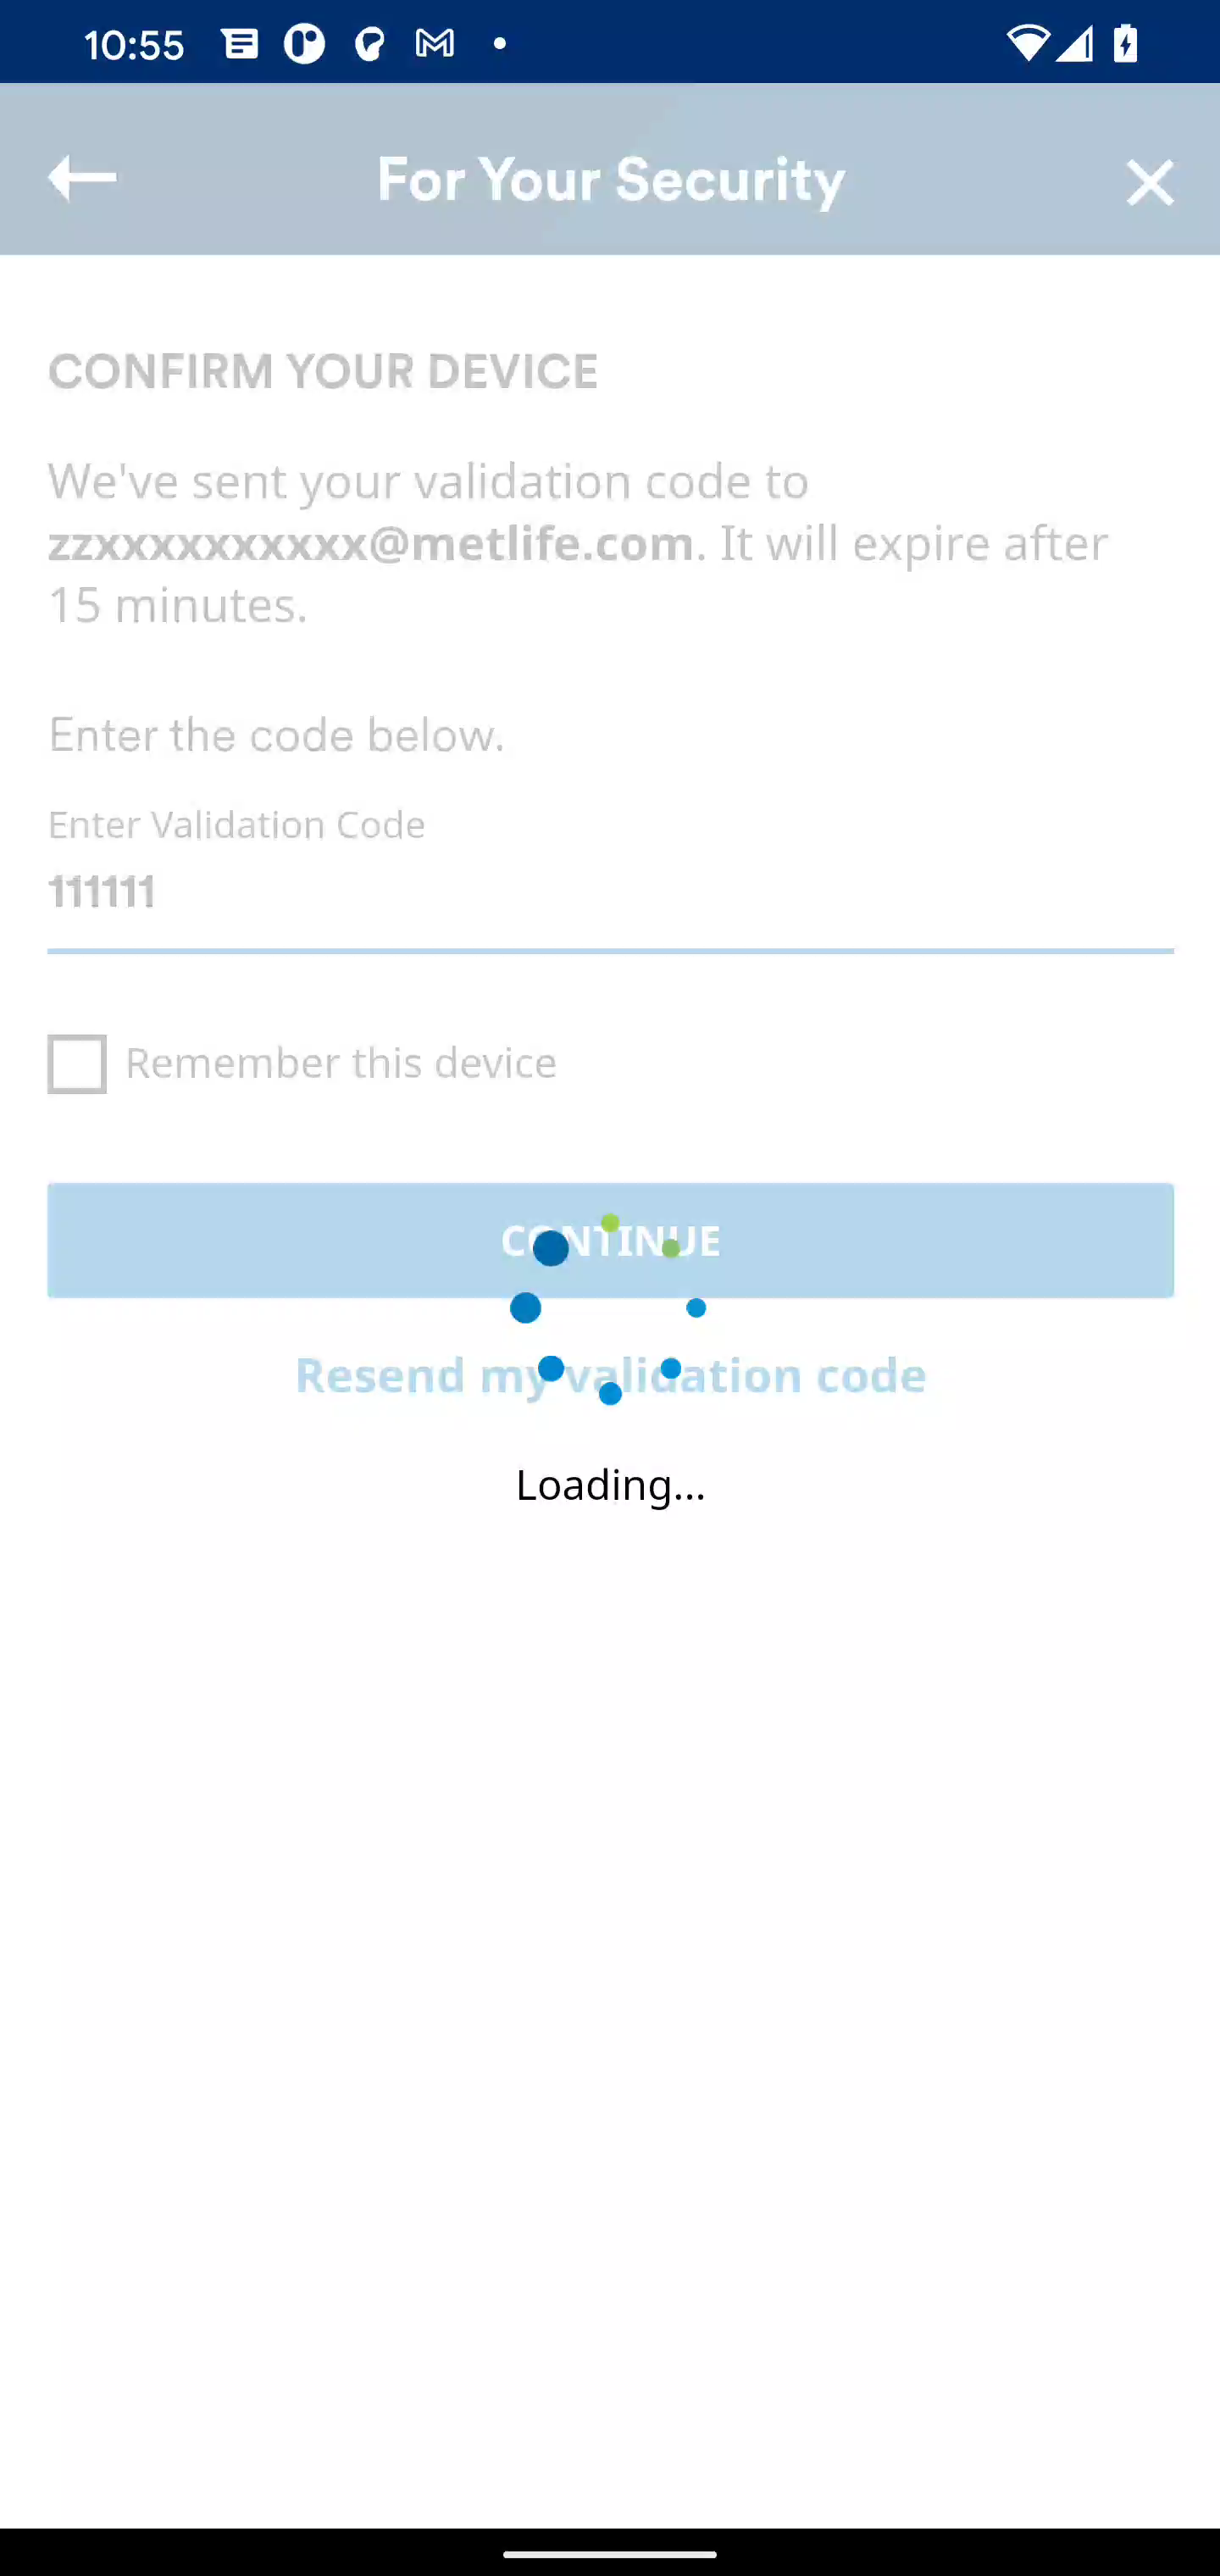 10:55
For Your Security
CONFIRM YOUR DEVICE
We've sent your validation code to
zzxxxxxxxxxx@metlife.com. It will expire after
15 minutes.
Enter the code below.
Enter Validation Code
111111
Remember this device
CONTINUE
Resend my validation code
Loading...